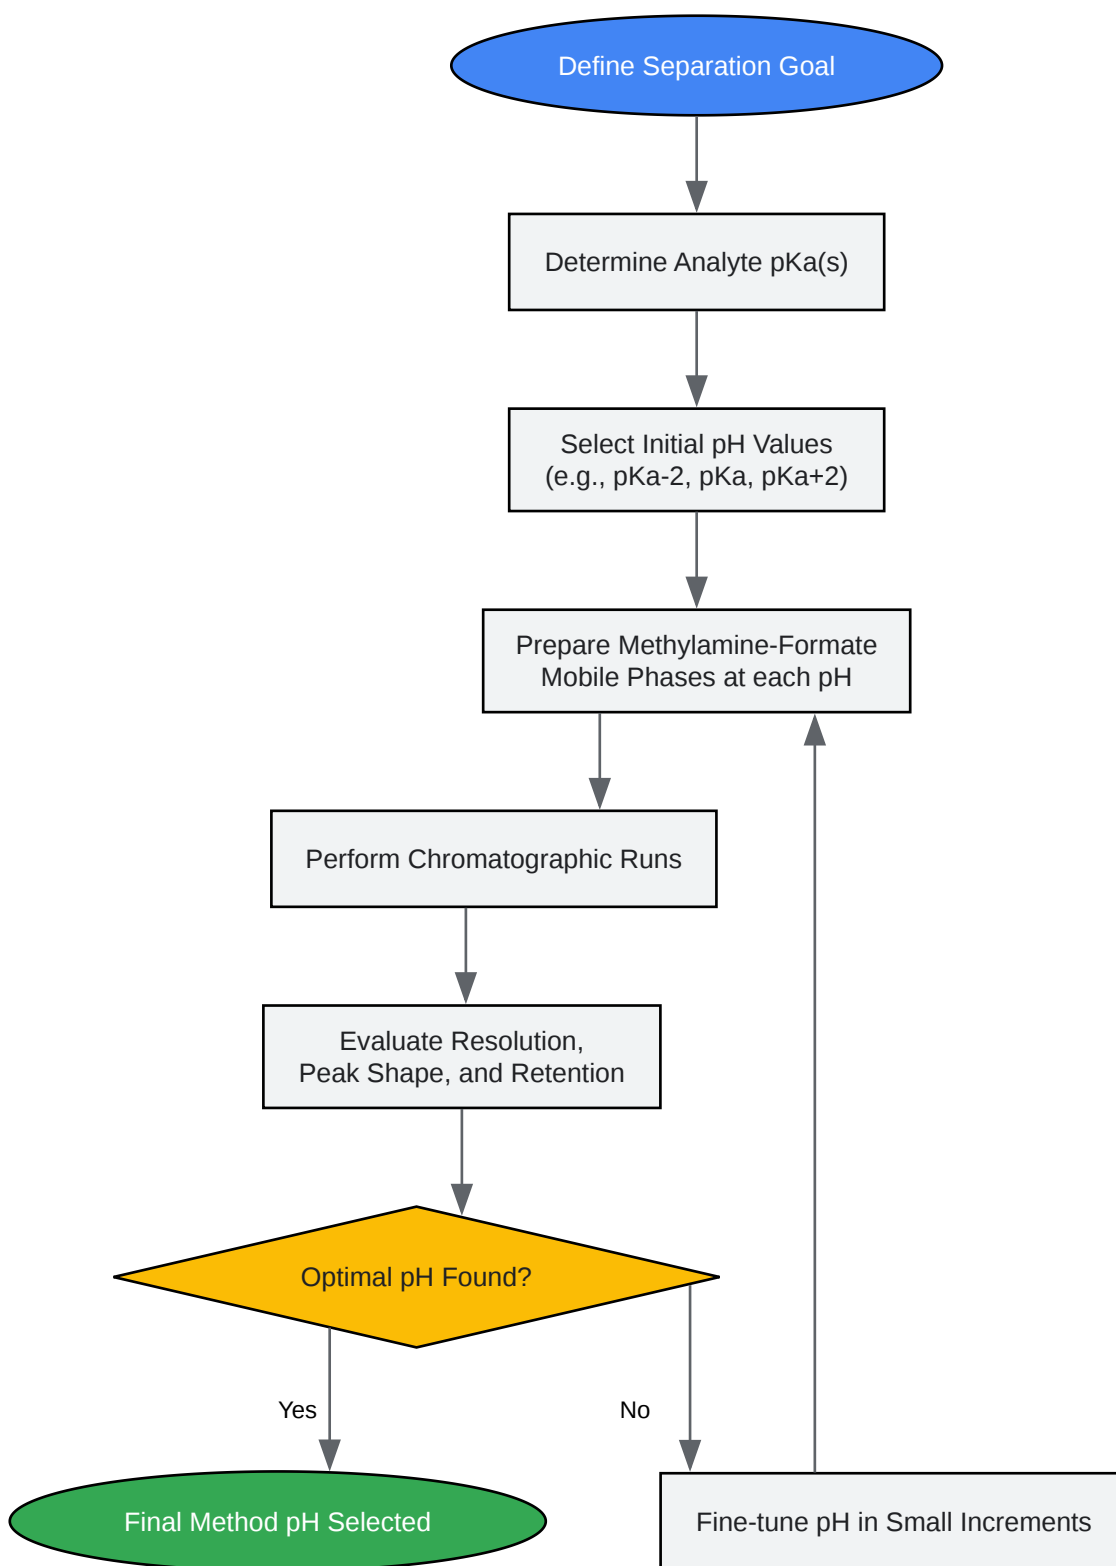 Define Separation Goal
Determine Analyte pKa(s)
Select Initial pH Values
(e.g., pKa-2, pKa, pKa+2)
Prepare Methylamine-Formate
Mobile Phases at each pH
Perform Chromatographic Runs
Evaluate Resolution,
Peak Shape, and Retention
Optimal pH Found?
Yes
No
Final Method pH Selected
Fine-tune pH in Small Increments